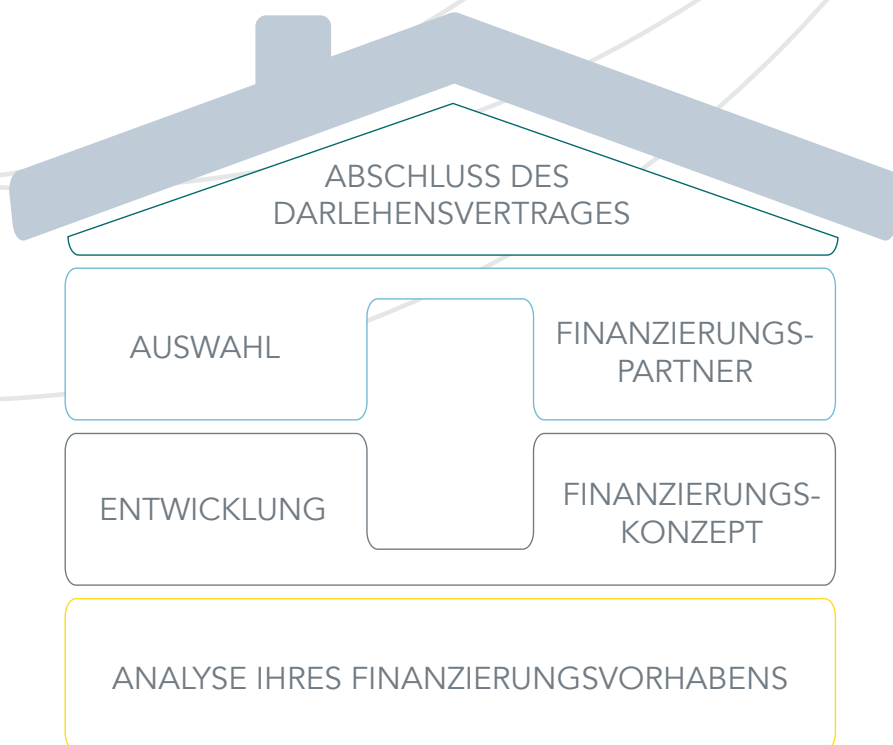 ABSCHLUSS DES
DARLEHENSVERTRAGES
AUSWAHL
FINANZIERUNGS-
PARTNER
ENTWICKLUNG
FINANZIERUNGS-
KONZEPT
ANALYSE IHRES FINANZIERUNGSVORHABENS